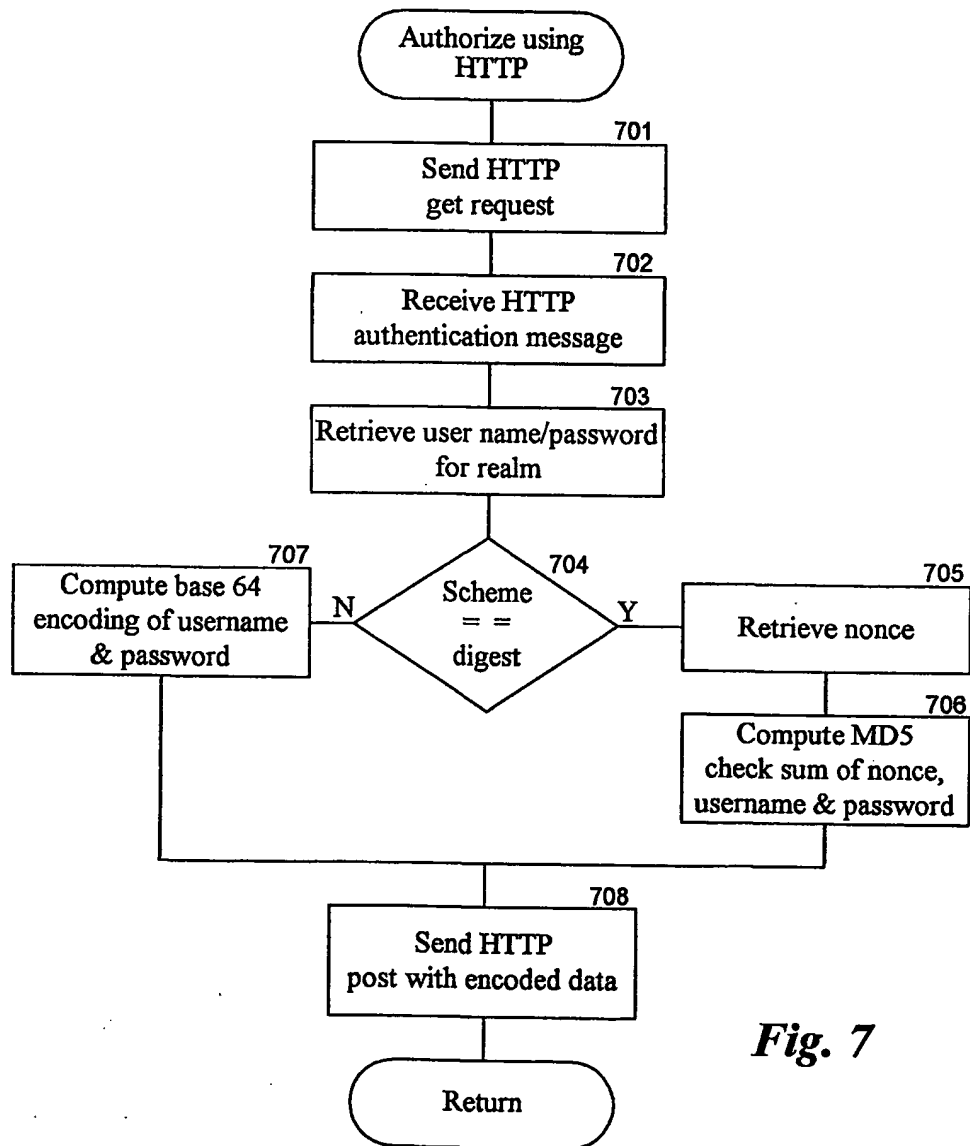 Authorize using
HTTP
701
Send HTTP
get request
702
Receive HTTP
authentication message
703
Retrieve user name/password
for realm
704
Scheme
= =
digest
N
Y
707
Compute base 64
encoding of username
& password
705
Retrieve nonce
706
Compute MD5
check sum of nonce,
username & password
708
Send HTTP
post with encoded data
Return
Fig. 7